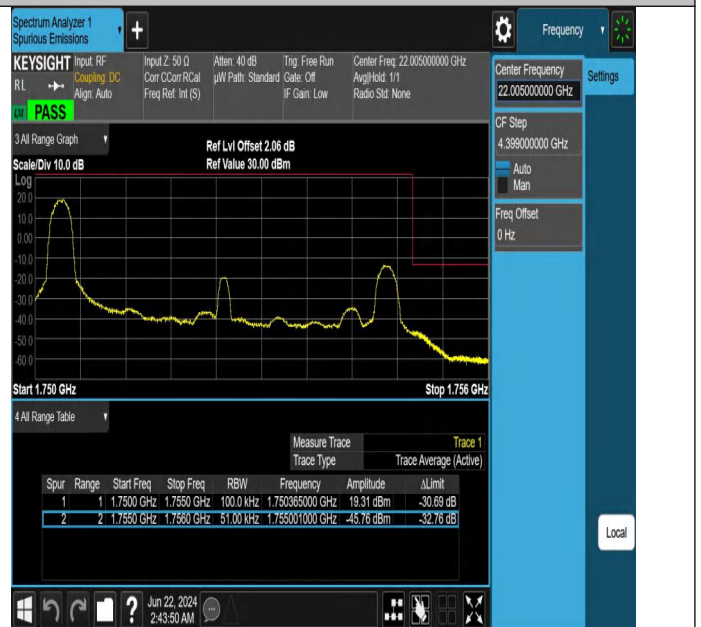 Spectrum Analyzer 1
Spurious Emissions
+
Frequency
KEYSIGHT
RL
PASS
Input: RF
Coupling: DC
Align: Auto
Input Z: 50 Ω
Corr CCorr RCal
Freq Ref: Int (S)
Atten: 40 dB
µW Path: Standard
Trig: Free Run
Gate: Off
IF Gain: Low
Center Freq: 22.005000000 GHz
Avg|Hold: 1/1
Radio Std: None
Center Frequency
22.005000000 GHz
Settings
CF Step
4.399000000 GHz
Auto
Man
Freq Offset
0 Hz
3 All Range Graph
Ref Lvl Offset 2.06 dB
Scale/Div 10.0 dB
Ref Value 30.00 dBm
Log
20.0
10.0
0.00
-10.0
-20.0
-30.0
-40.0
-50.0
-60.0
Start 1.750 GHz
Stop 1.756 GHz
4 All Range Table
Measure Trace Trace 1
Trace Type Trace Average (Active)
Spur Range Start Freq Stop Freq RBW Frequency Amplitude ΔLimit
1 1 1.7500 GHz 1.7550 GHz 100.0 kHz 1.750365000 GHz 19.31 dBm -30.69 dB
2 2 1.7550 GHz 1.7560 GHz 51.00 kHz 1.755001000 GHz -45.76 dBm -32.76 dB
Local
?
Jun 22, 2024
2:43:50 AM